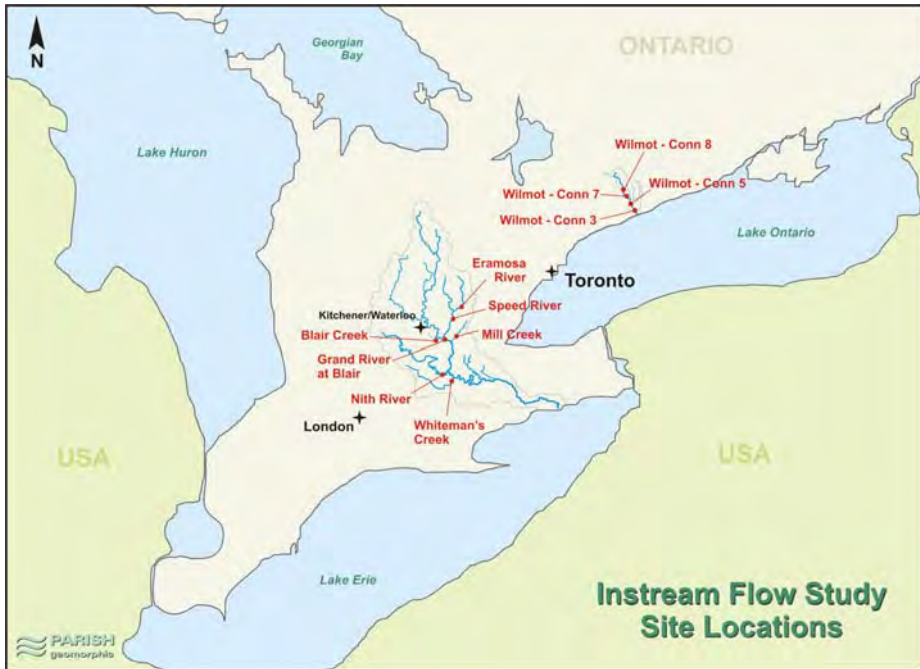 N
Georgian
Bay
ONTARIO
Lake Huron
Wilmot - Conn 8
Wilmot - Conn 7
Wilmot - Conn 5
Wilmot - Conn 3
Lake Ontario
Eramosa
River
Toronto
Speed River
Kitchener/Waterloo
Blair Creek
Mill Creek
Grand River
at Blair
Nith River
Whiteman's
Creek
London
USA
USA
Lake Erie
Instream Flow Study
Site Locations
PARISH
geomorphic